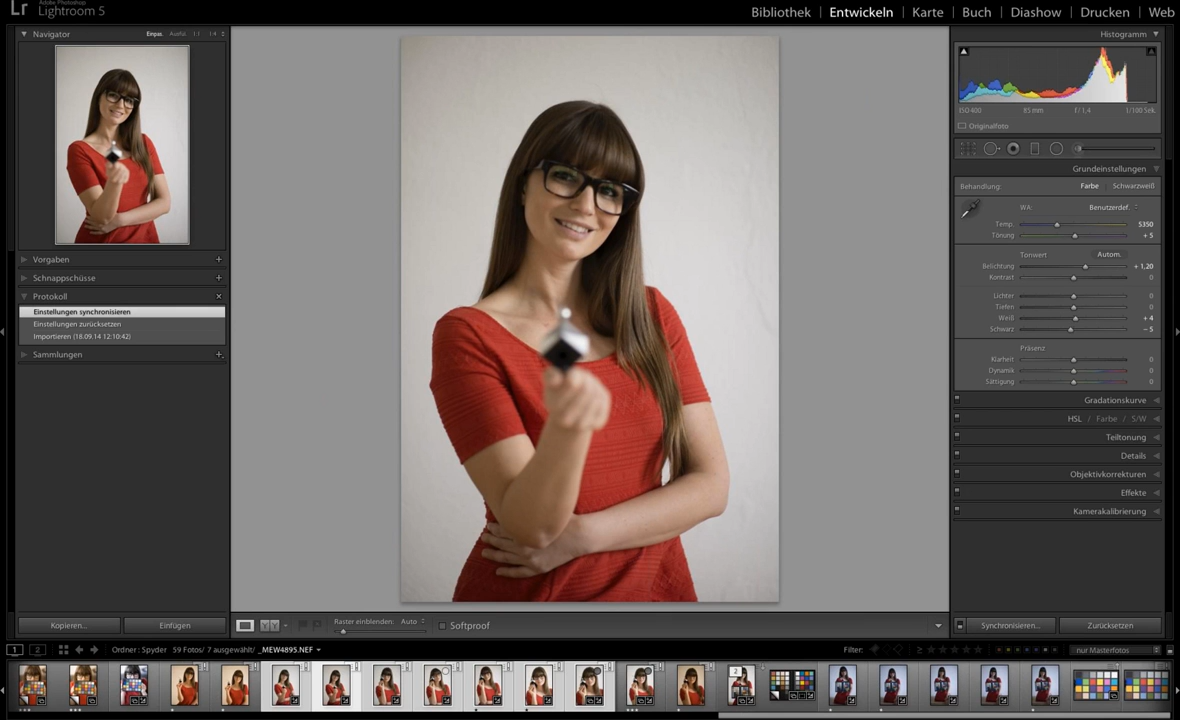 Lr Adobe Photoshop
Lightroom 5
Bibliothek | Entwickeln | Karte | Buch | Diashow | Drucken | Web
Navigator Einpas. Ausfül. 1:1 1:4
Vorgaben
Schnappschüsse
Protokoll
Einstellungen synchronisieren
Einstellungen zurücksetzen
Importieren (18.09.14 12:10:42)
Sammlungen
Kopieren... Einfügen
Raster einblenden: Auto Softproof
Histogramm
ISO 400 85 mm f / 1,4 1/100 Sek.
Originalfoto
Grundeinstellungen
Behandlung: Farbe Schwarzweiß
WA: Benutzerdef.
Temp. 5350
Tönung + 5
Tonwert Autom.
Belichtung + 1,20
Kontrast 0
Lichter 0
Tiefen 0
Weiß + 4
Schwarz − 5
Präsenz
Klarheit 0
Dynamik 0
Sättigung 0
Gradationskurve
HSL / Farbe / S/W
Teiltonung
Details
Objektivkorrekturen
Effekte
Kamerakalibrierung
Synchronisieren... Zurücksetzen
1 2 Ordner : Spyder 59 Fotos/ 7 ausgewählt/ _MEW4895.NEF Filter: nur Masterfotos
2